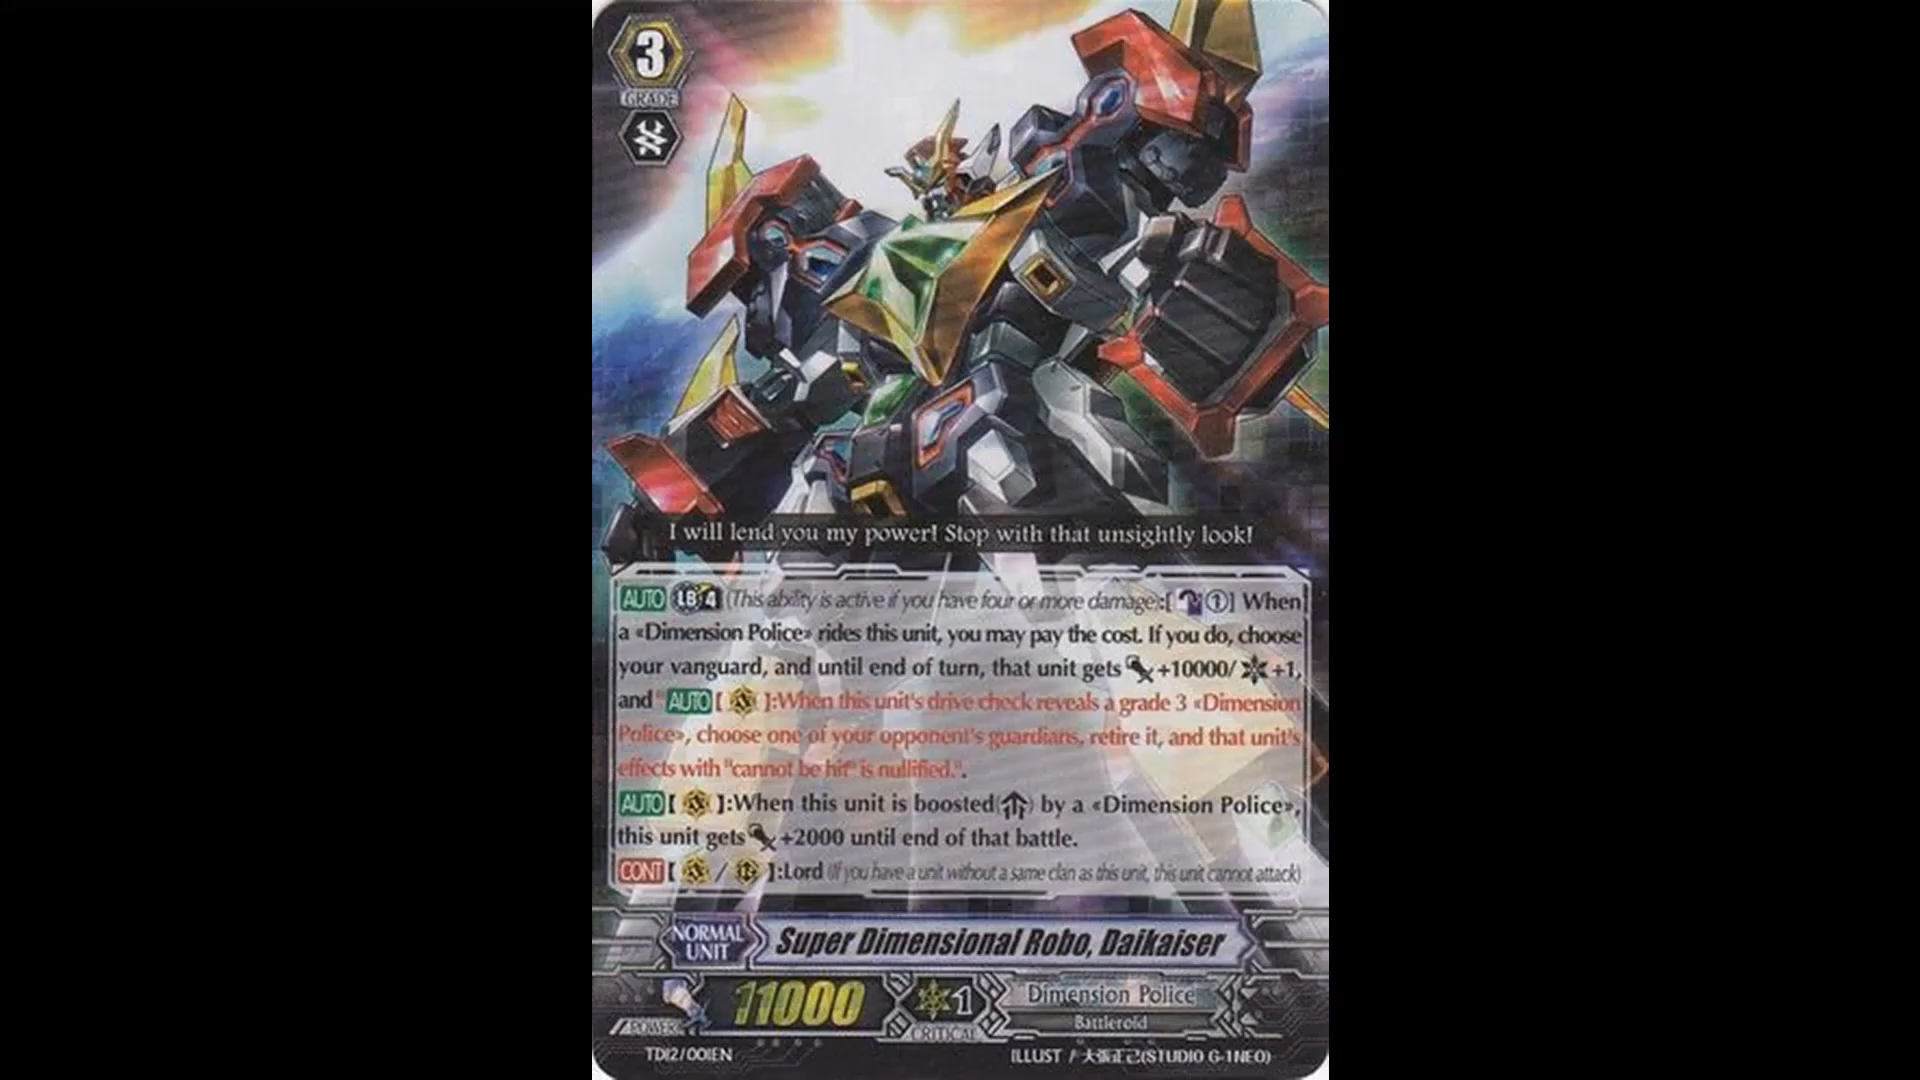 3
GRADE
I will lend you my power! Stop with that unsightly look!
AUTO LB 4 (This ability is active if you have four or more damage):[ 1] When
a «Dimension Police» rides this unit, you may pay the cost. If you do, choose
your vanguard, and until end of turn, that unit gets +10000/ +1,
and "AUTO [ ]:When this unit's drive check reveals a grade 3 «Dimension
Police», choose one of your opponent's guardians, retire it, and that unit's
effects with "cannot be hit" is nullified.".
AUTO [ ]:When this unit is boosted( ) by a «Dimension Police»,
this unit gets +2000 until end of that battle.
CONT [ / ]:Lord (If you have a unit without a same clan as this unit, this unit cannot attack)
NORMAL
UNIT
Super Dimensional Robo, Daikaiser
POWER
11000
1
CRITICAL
Dimension Police
Battleroid
TD12/001EN
ILLUST / 大張正己(STUDIO G-1NEO)